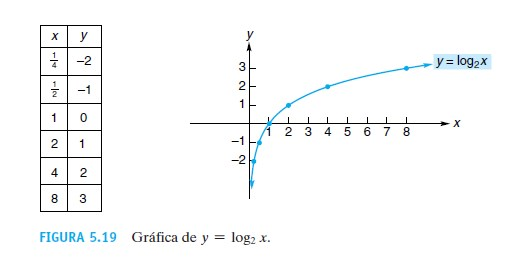 x y
1/4 -2
1/2 -1
1 0
2 1
4 2
8 3
y
3
2
1
-1
-2
1 2 3 4 5 6 7 8
x
y = log₂x
FIGURA 5.19 Gráfica de y = log₂ x.